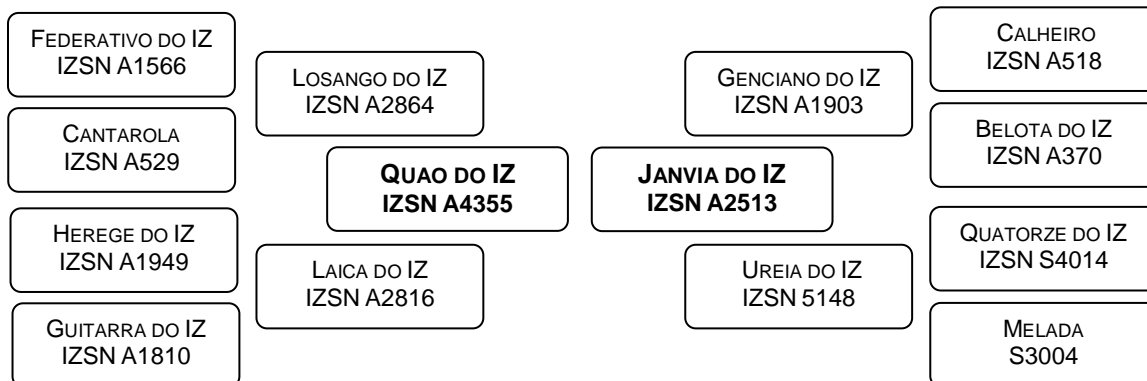 FEDERATIVO DO IZ
IZSN A1566
CANTAROLA
IZSN A529
HEREGE DO IZ
IZSN A1949
GUITARRA DO IZ
IZSN A1810
LOSANGO DO IZ
IZSN A2864
LAICA DO IZ
IZSN A2816
QUAO DO IZ
IZSN A4355
JANVIA DO IZ
IZSN A2513
GENCIANO DO IZ
IZSN A1903
UREIA DO IZ
IZSN 5148
CALHEIRO
IZSN A518
BELOTA DO IZ
IZSN A370
QUATORZE DO IZ
IZSN S4014
MELADA
S3004